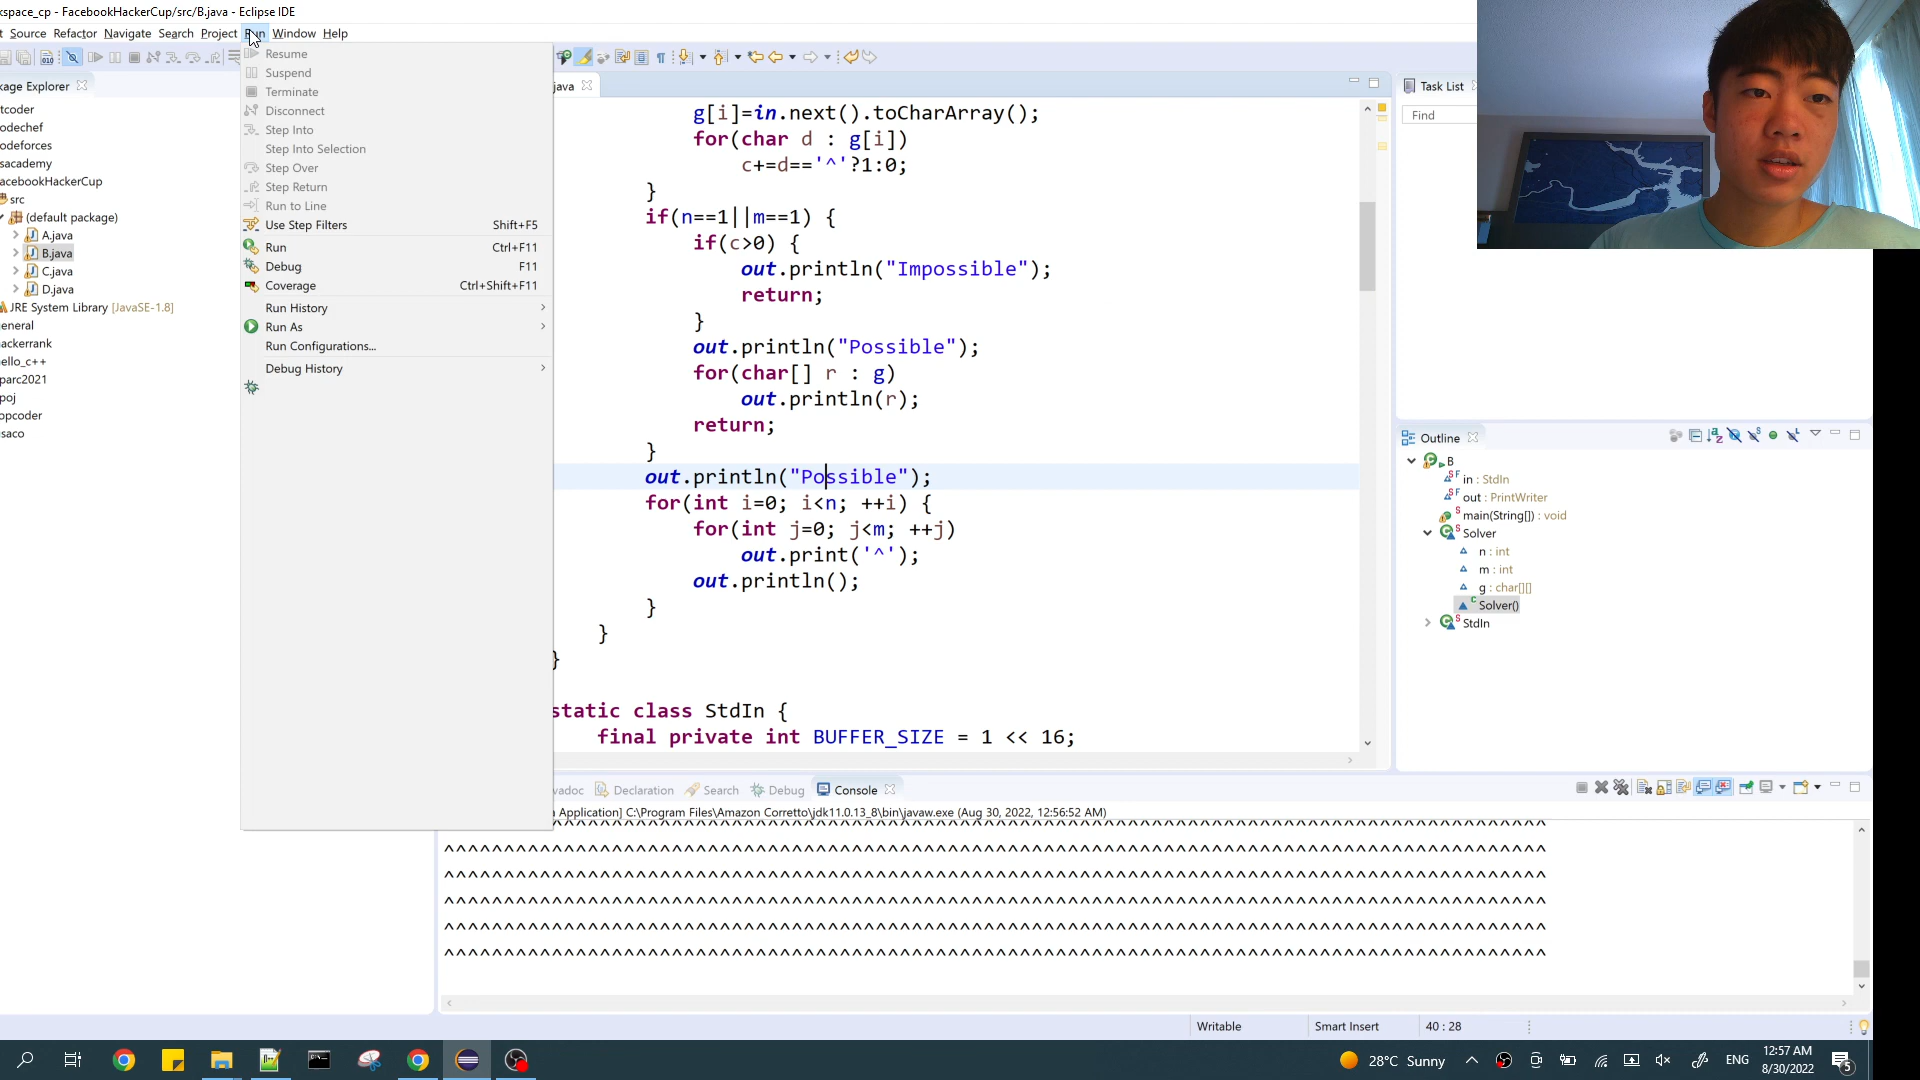 kspace_cp - FacebookHackerCup/src/B.java - Eclipse IDE
t Source Refactor Navigate Search Project Run Window Help
kage Explorer
tcoder
odechef
odeforces
sacademy
acebookHackerCup
src
(default package)
A.java
B.java
C.java
D.java
JRE System Library [JavaSE-1.8]
eneral
ackerrank
ello_c++
parc2021
poj
opcoder
saco
Resume
Suspend
Terminate
Disconnect
Step Into
Step Into Selection
Step Over
Step Return
Run to Line
Use Step Filters Shift+F5
Run Ctrl+F11
Debug F11
Coverage Ctrl+Shift+F11
Run History
Run As
Run Configurations...
Debug History
java
g[i]=in.next().toCharArray();
for(char d : g[i])
c+=d=='^'?1:0;
}
if(n==1||m==1) {
if(c>0) {
out.println("Impossible");
return;
}
out.println("Possible");
for(char[] r : g)
out.println(r);
return;
}
out.println("Possible");
for(int i=0; i<n; ++i) {
for(int j=0; j<m; ++j)
out.print('^');
out.println();
}
}
}
static class StdIn {
final private int BUFFER_SIZE = 1 << 16;
Task List
Find
Outline
B
in : StdIn
out : PrintWriter
main(String[]) : void
Solver
n : int
m : int
g : char[][]
Solver()
StdIn
vadoc Declaration Search Debug Console
n Application] C:\Program Files\Amazon Corretto\jdk11.0.13_8\bin\javaw.exe (Aug 30, 2022, 12:56:52 AM)
Writable Smart Insert 40 : 28
28°C Sunny ENG 12:57 AM
8/30/2022
5